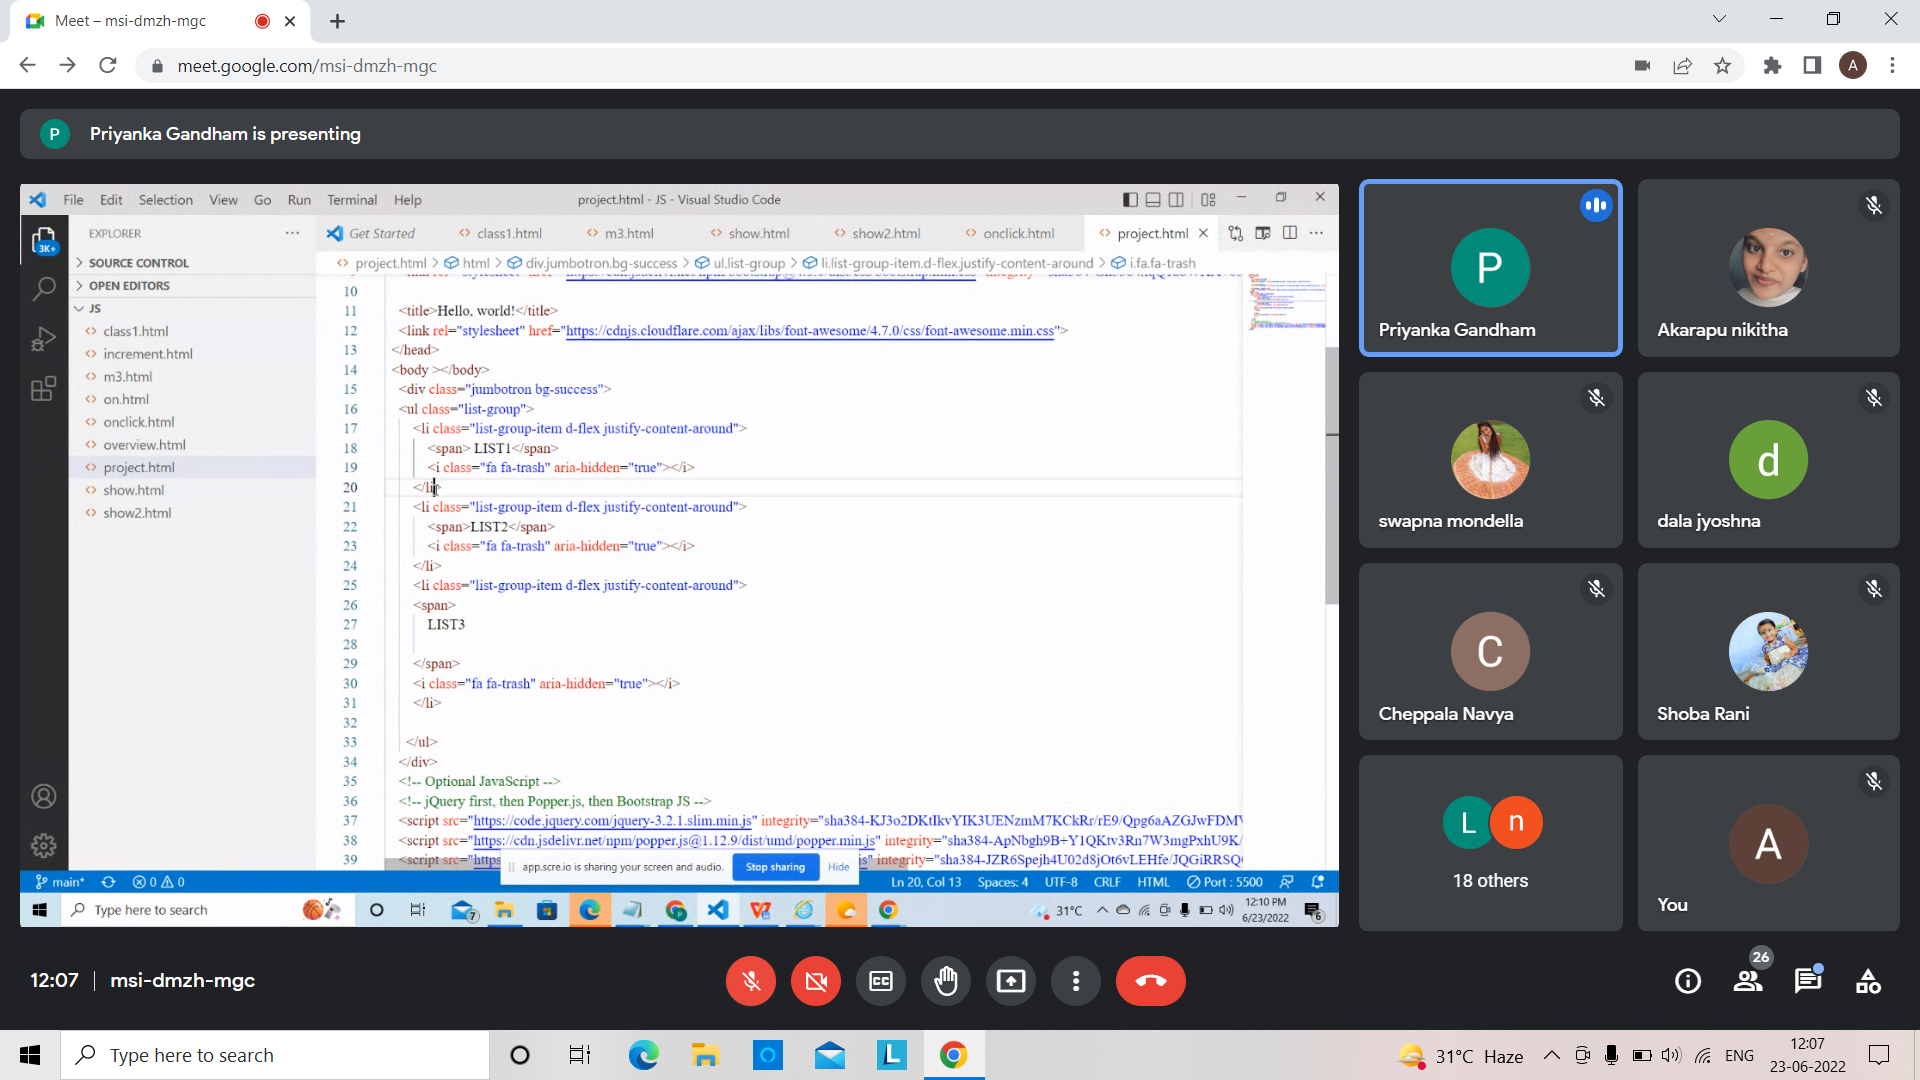 Meet – msi-dmzh-mgc
meet.google.com/msi-dmzh-mgc
A
P Priyanka Gandham is presenting
File Edit Selection View Go Run Terminal Help project.html - JS - Visual Studio Code
EXPLORER
Get Started class1.html m3.html show.html show2.html onclick.html project.html
project.html > html > div.jumbotron.bg-success > ul.list-group > li.list-group-item.d-flex.justify-content-around > i.fa.fa-trash
3K+
SOURCE CONTROL
OPEN EDITORS
JS
class1.html
increment.html
m3.html
on.html
onclick.html
overview.html
project.html
show.html
show2.html
10
11 <title>Hello, world!</title>
12 <link rel="stylesheet" href="https://cdnjs.cloudflare.com/ajax/libs/font-awesome/4.7.0/css/font-awesome.min.css">
13 </head>
14 <body ></body>
15 <div class="jumbotron bg-success">
16 <ul class="list-group">
17 <li class="list-group-item d-flex justify-content-around">
18 <span> LIST1</span>
19 <i class="fa fa-trash" aria-hidden="true"></i>
20 </li>
21 <li class="list-group-item d-flex justify-content-around">
22 <span>LIST2</span>
23 <i class="fa fa-trash" aria-hidden="true"></i>
24 </li>
25 <li class="list-group-item d-flex justify-content-around">
26 <span>
27 LIST3
28
29 </span>
30 <i class="fa fa-trash" aria-hidden="true"></i>
31 </li>
32
33 </ul>
34 </div>
35 <!-- Optional JavaScript -->
36 <!-- jQuery first, then Popper.js, then Bootstrap JS -->
37 <script src="https://code.jquery.com/jquery-3.2.1.slim.min.js" integrity="sha384-KJ3o2DKtIkvYIK3UENzmM7KCkRr/rE9/Qpg6aAZGJwFDMV
38 <script src="https://cdn.jsdelivr.net/npm/popper.js@1.12.9/dist/umd/popper.min.js" integrity="sha384-ApNbgh9B+Y1QKtv3Rn7W3mgPxhU9K/
39 <script src="https integrity="sha384-JZR6Spejh4U02d8jOt6vLEHfe/JQGiRRSQ
app.scre.io is sharing your screen and audio. Stop sharing Hide
main* 0 0 Ln 20, Col 13 Spaces: 4 UTF-8 CRLF HTML Port : 5500
Type here to search 7 31°C 12:10 PM
6/23/2022 6
P
Priyanka Gandham
Akarapu nikitha
swapna mondella
d
dala jyoshna
C
Cheppala Navya
Shoba Rani
L n
18 others
A
You
12:07 | msi-dmzh-mgc
CC
26
Type here to search
L
31°C Haze ENG 12:07
23-06-2022